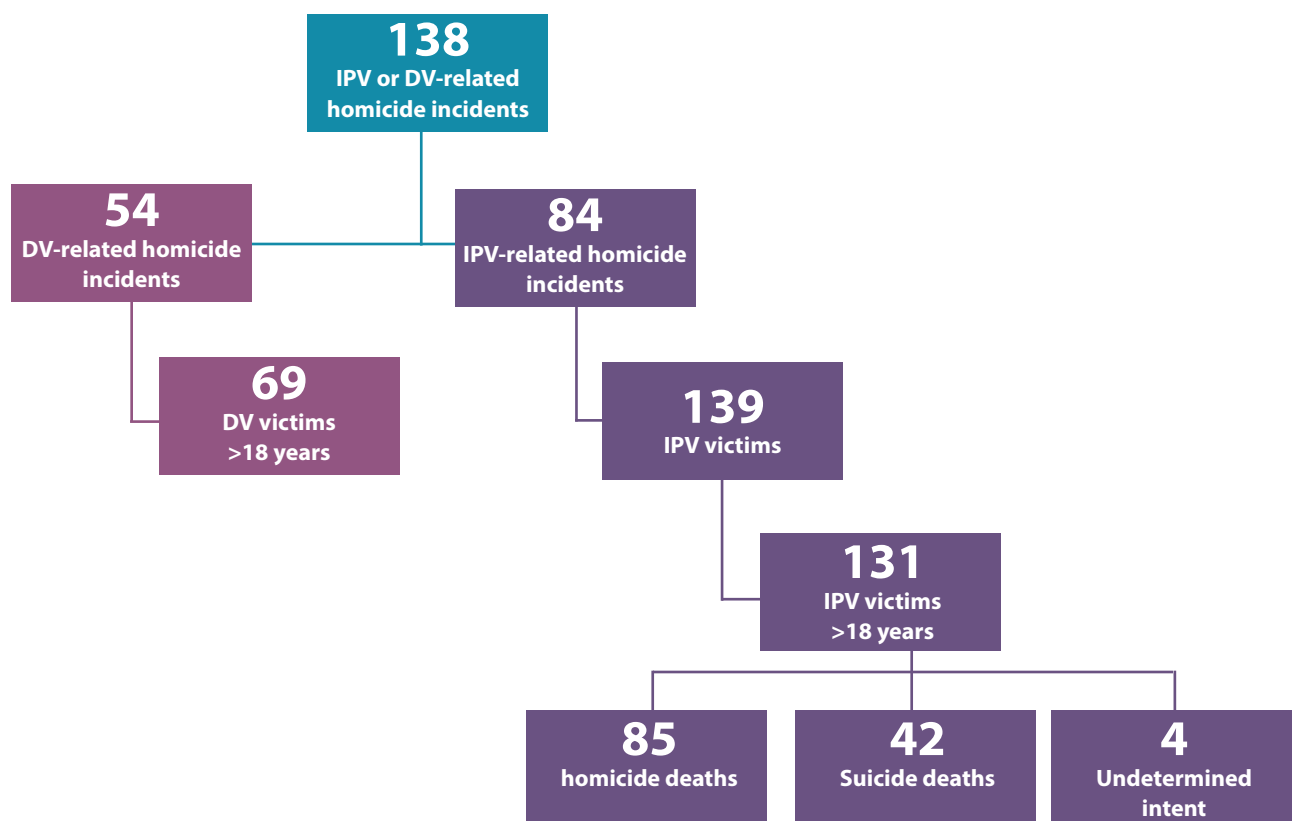 138
IPV or DV-related
homicide incidents
54
DV-related homicide
incidents
84
IPV-related homicide
incidents
69
DV victims
>18 years
139
IPV victims
131
IPV victims
>18 years
85
homicide deaths
42
Suicide deaths
4
Undetermined
intent